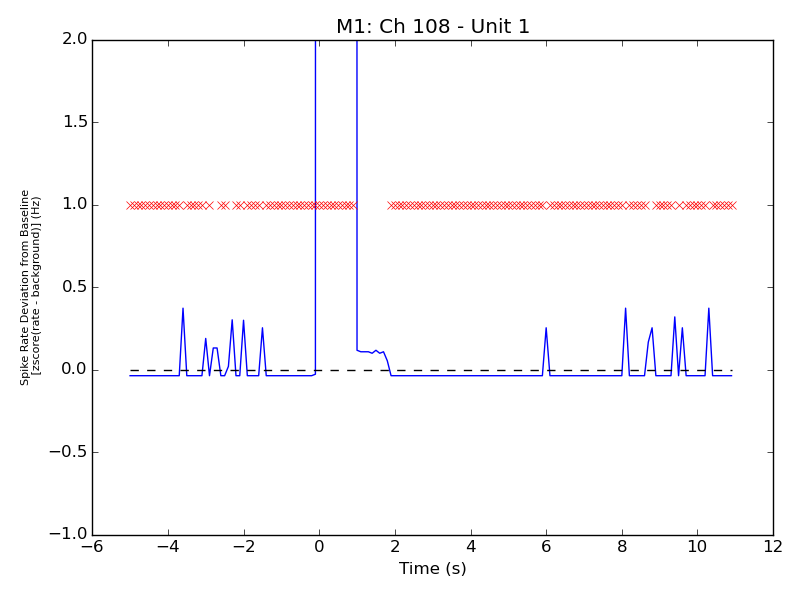 M1: Ch 108 - Unit 1
2.0
1.5
1.0
0.5
0.0
−0.5
−1.0
Spike Rate Deviation from Baseline
[zscore(rate - background)] (Hz)
−6 −4 −2 0 2 4 6 8 10 12
Time (s)